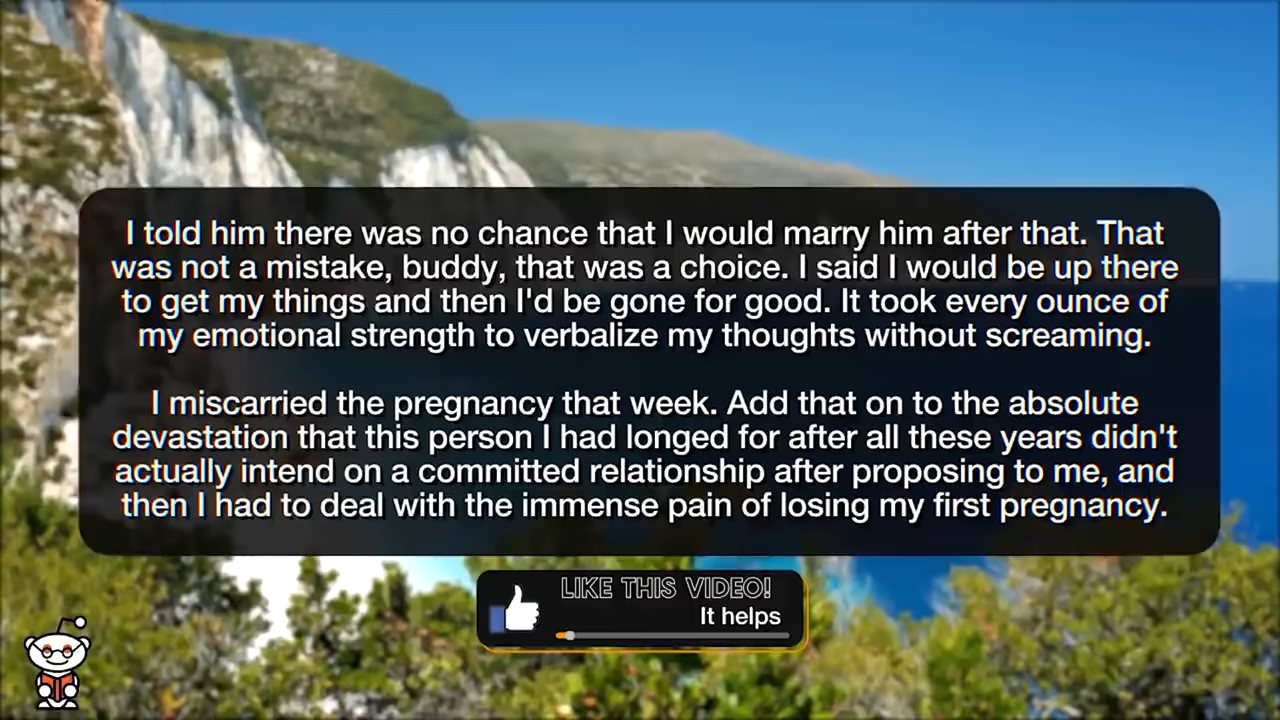 I told him there was no chance that I would marry him after that. That
was not a mistake, buddy, that was a choice. I said I would be up there
to get my things and then I'd be gone for good. It took every ounce of
my emotional strength to verbalize my thoughts without screaming.
I miscarried the pregnancy that week. Add that on to the absolute
devastation that this person I had longed for after all these years didn't
actually intend on a committed relationship after proposing to me, and
then I had to deal with the immense pain of losing my first pregnancy.
LIKE THIS VIDEO!
It helps